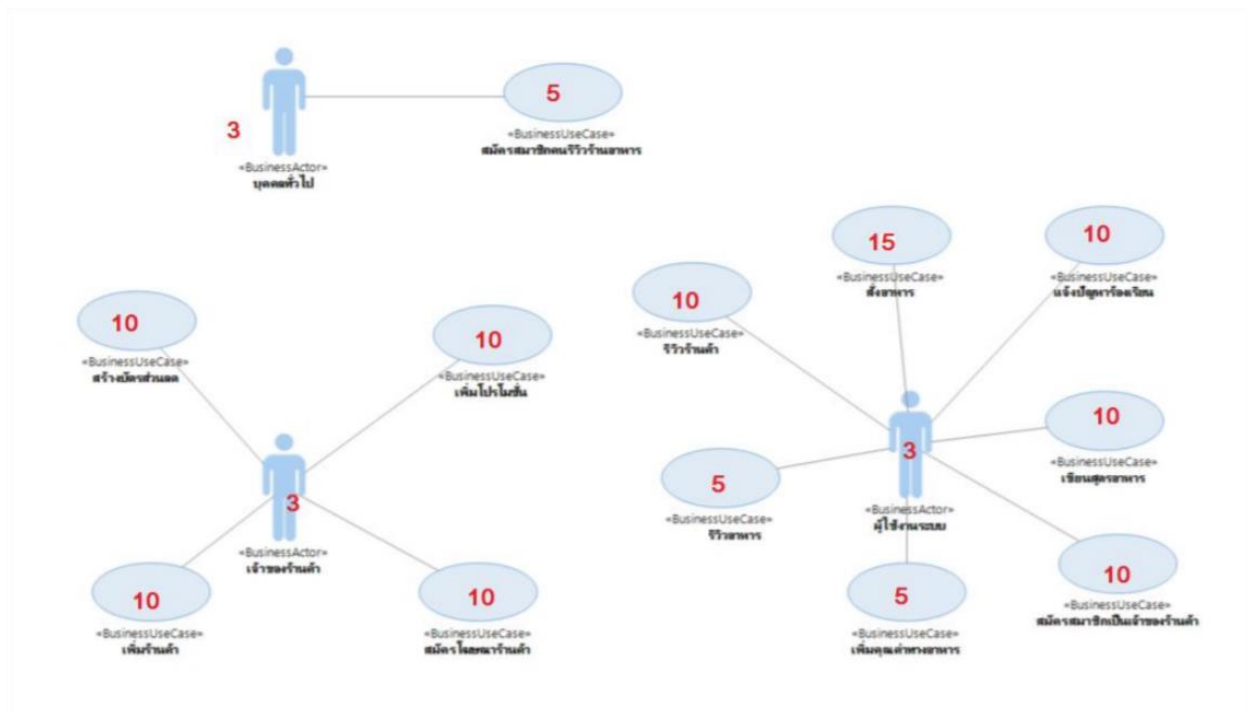 5
3
«BusinessUseCase»
สมัครสมาชิกคนรีวิวร้านอาหาร
«BusinessActor»
บุคคลทั่วไป
15
«BusinessUseCase»
สั่งอาหาร
10
«BusinessUseCase»
แจ้งปัญหาร้องเรียน
10
«BusinessUseCase»
รีวิวร้านค้า
10
«BusinessUseCase»
สร้างบัตรส่วนลด
10
«BusinessUseCase»
เพิ่มโปรโมชั่น
10
«BusinessUseCase»
เขียนสูตรอาหาร
3
«BusinessActor»
ผู้ใช้งานระบบ
5
«BusinessUseCase»
รีวิวอาหาร
3
«BusinessActor»
เจ้าของร้านค้า
10
«BusinessUseCase»
เพิ่มร้านค้า
10
«BusinessUseCase»
สมัครโฆษณาร้านค้า
5
«BusinessUseCase»
เพิ่มคุณค่าทางอาหาร
10
«BusinessUseCase»
สมัครสมาชิกเป็นเจ้าของร้านค้า